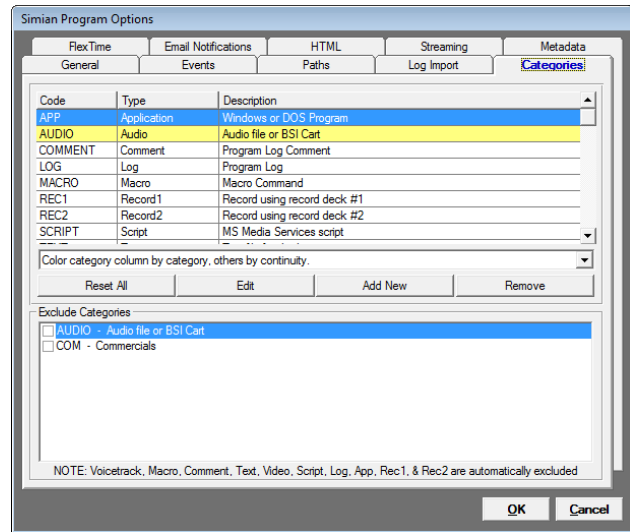 Simian Program Options
FlexTime Email Notifications HTML Streaming Metadata
General Events Paths Log Import Categories
Code Type Description
APP Application Windows or DOS Program
AUDIO Audio Audio file or BSI Cart
COMMENT Comment Program Log Comment
LOG Log Program Log
MACRO Macro Macro Command
REC1 Record1 Record using record deck #1
REC2 Record2 Record using record deck #2
SCRIPT Script MS Media Services script
Color category column by category, others by continuity.
Reset All Edit Add New Remove
Exclude Categories
AUDIO - Audio file or BSI Cart
COM - Commercials
NOTE: Voicetrack, Macro, Comment, Text, Video, Script, Log, App, Rec1, & Rec2 are automatically excluded
OK Cancel